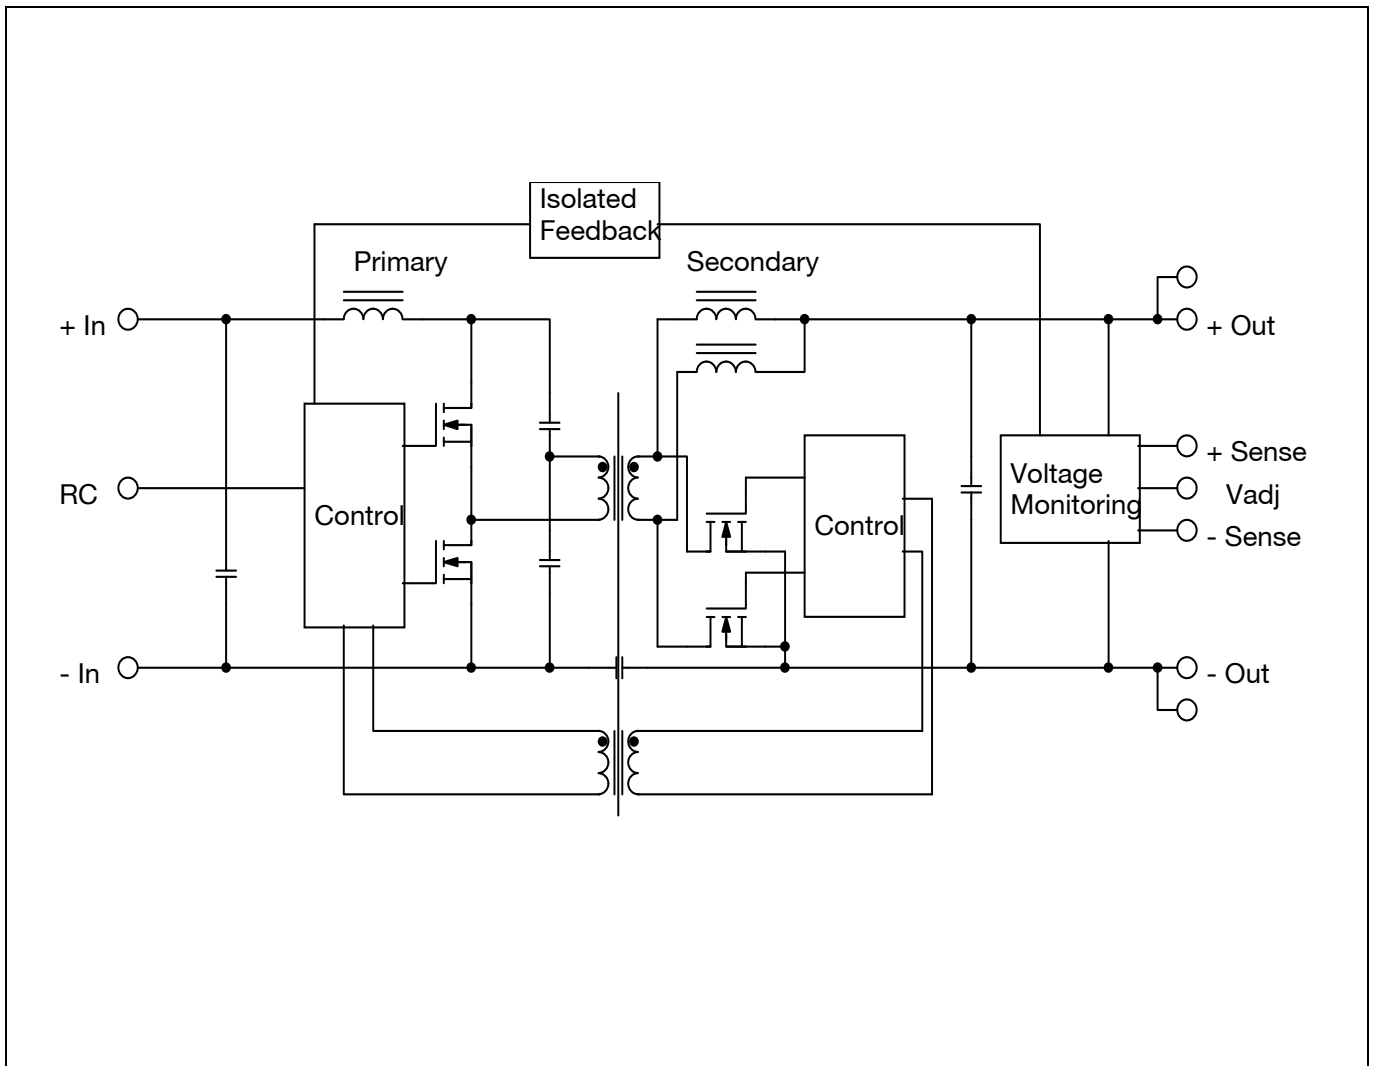 Isolated
Feedback
Primary
Secondary
+ In
+ Out
+ Sense
Voltage
Monitoring
RC
Vadj
Control
Control
- Sense
- In
- Out